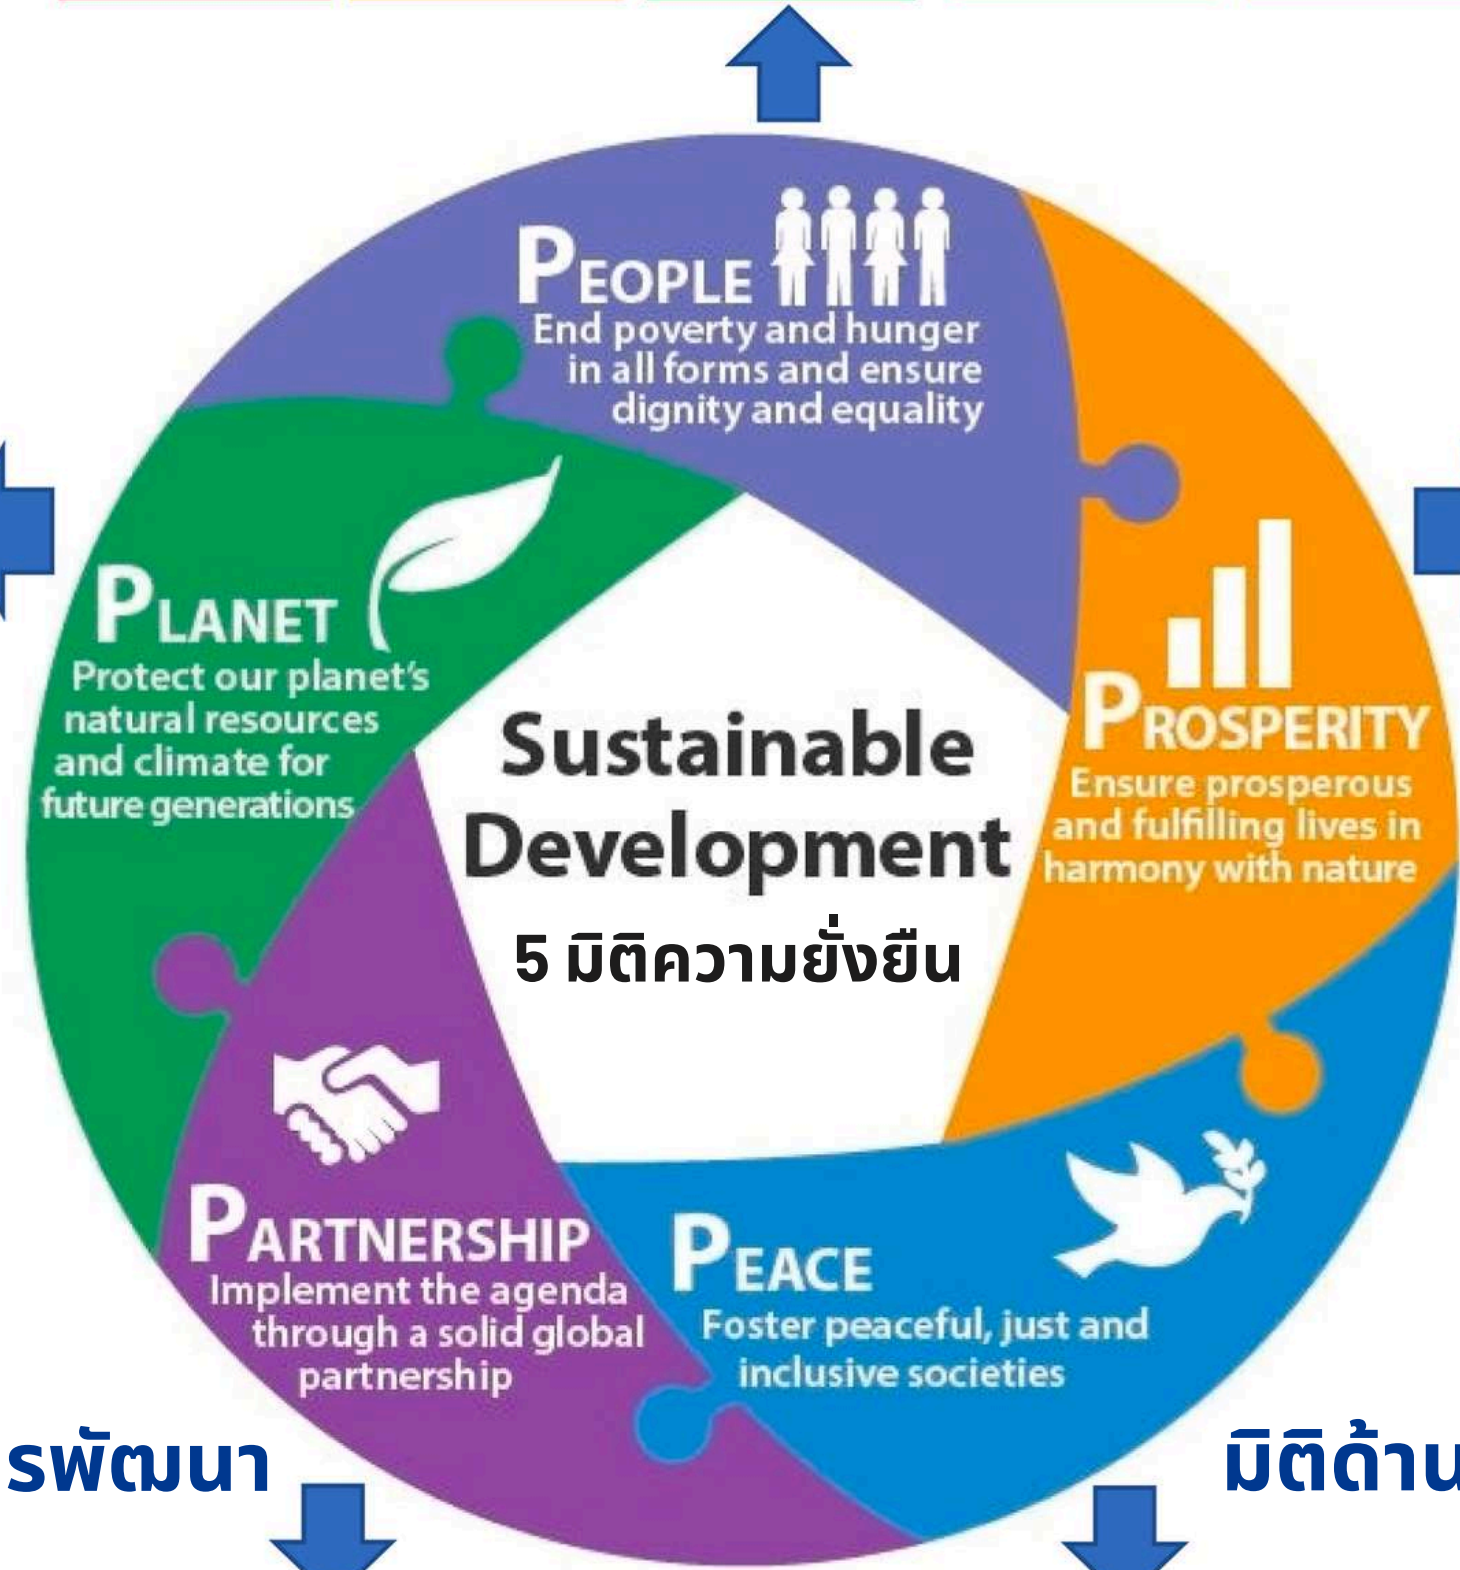 PEOPLE
End poverty and hunger
in all forms and ensure
dignity and equality
PLANET
Protect our planet's
natural resources
and climate for
future generations
PROSPERITY
Ensure prosperous
and fulfilling lives in
harmony with nature
Sustainable
Development
5 มิติความยั่งยืน
PARTNERSHIP
Implement the agenda
through a solid global
partnership
PEACE
Foster peaceful, just and
inclusive societies
รพัฒนา
มิติด้าน